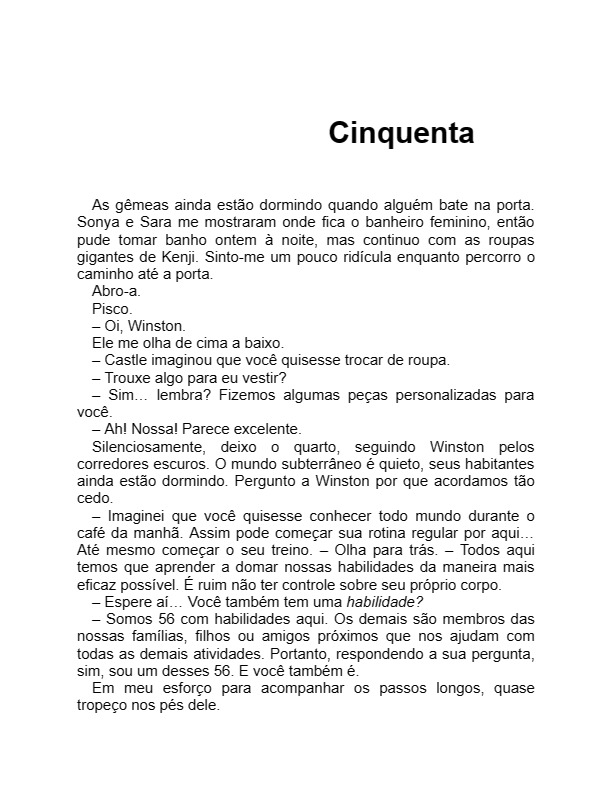 Cinquenta
As gêmeas ainda estão dormindo quando alguém bate na porta.
Sonya e Sara me mostraram onde fica o banheiro feminino, então
pude tomar banho ontem à noite, mas continuo com as roupas
gigantes de Kenji. Sinto-me um pouco ridícula enquanto percorro o
caminho até a porta.
Abro-a.
Pisco.
– Oi, Winston.
Ele me olha de cima a baixo.
– Castle imaginou que você quisesse trocar de roupa.
– Trouxe algo para eu vestir?
– Sim… lembra? Fizemos algumas peças personalizadas para
você.
– Ah! Nossa! Parece excelente.
Silenciosamente, deixo o quarto, seguindo Winston pelos
corredores escuros. O mundo subterrâneo é quieto, seus habitantes
ainda estão dormindo. Pergunto a Winston por que acordamos tão
cedo.
– Imaginei que você quisesse conhecer todo mundo durante o
café da manhã. Assim pode começar sua rotina regular por aqui…
Até mesmo começar o seu treino. – Olha para trás. – Todos aqui
temos que aprender a domar nossas habilidades da maneira mais
eficaz possível. É ruim não ter controle sobre seu próprio corpo.
– Espere aí… Você também tem uma habilidade?
– Somos 56 com habilidades aqui. Os demais são membros das
nossas famílias, filhos ou amigos próximos que nos ajudam com
todas as demais atividades. Portanto, respondendo a sua pergunta,
sim, sou um desses 56. E você também é.
Em meu esforço para acompanhar os passos longos, quase
tropeço nos pés dele.